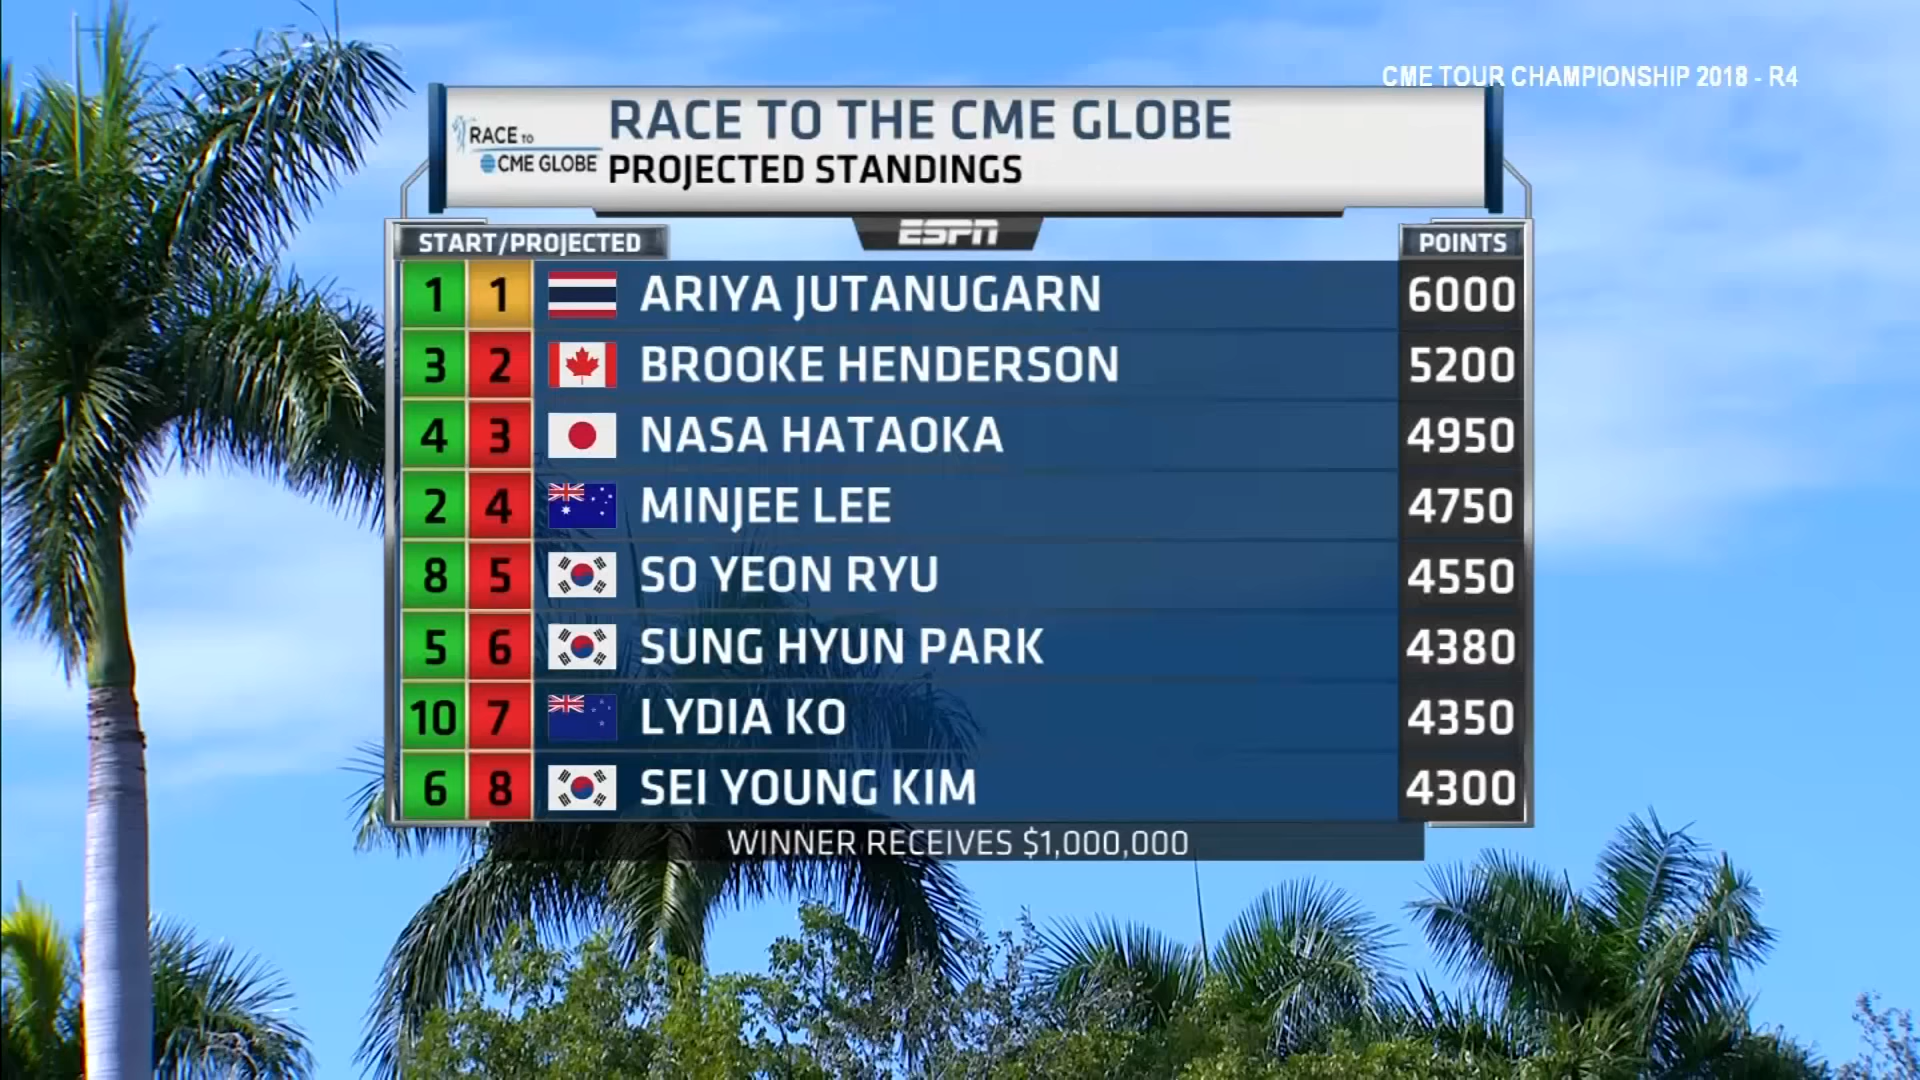 CME TOUR CHAMPIONSHIP 2018 - R4
RACE TO
CME GLOBE
RACE TO THE CME GLOBE
PROJECTED STANDINGS
ESPN
START/PROJECTED POINTS
1 1 ARIYA JUTANUGARN 6000
3 2 BROOKE HENDERSON 5200
4 3 NASA HATAOKA 4950
2 4 MINJEE LEE 4750
8 5 SO YEON RYU 4550
5 6 SUNG HYUN PARK 4380
10 7 LYDIA KO 4350
6 8 SEI YOUNG KIM 4300
WINNER RECEIVES $1,000,000